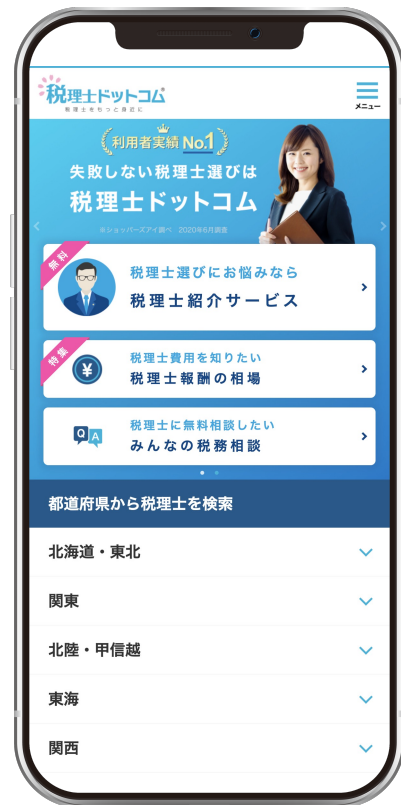 税理士ドットコム
税理士をもっと身近に
メニュー
利用者実績 No.1
失敗しない税理士選びは
税理士ドットコム
※ショッパーズアイ調べ 2020年6月調査
無料
税理士選びにお悩みなら
税理士紹介サービス
特集
¥
税理士費用を知りたい
税理士報酬の相場
Q A
税理士に無料相談したい
みんなの税務相談
都道府県から税理士を検索
北海道・東北
関東
北陸・甲信越
東海
関西